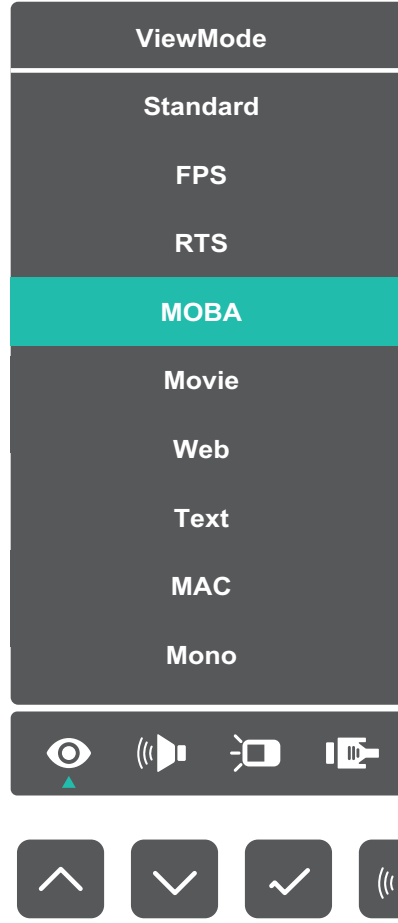 ViewMode
Standard
FPS
RTS
MOBA
Movie
Web
Text
MAC
Mono